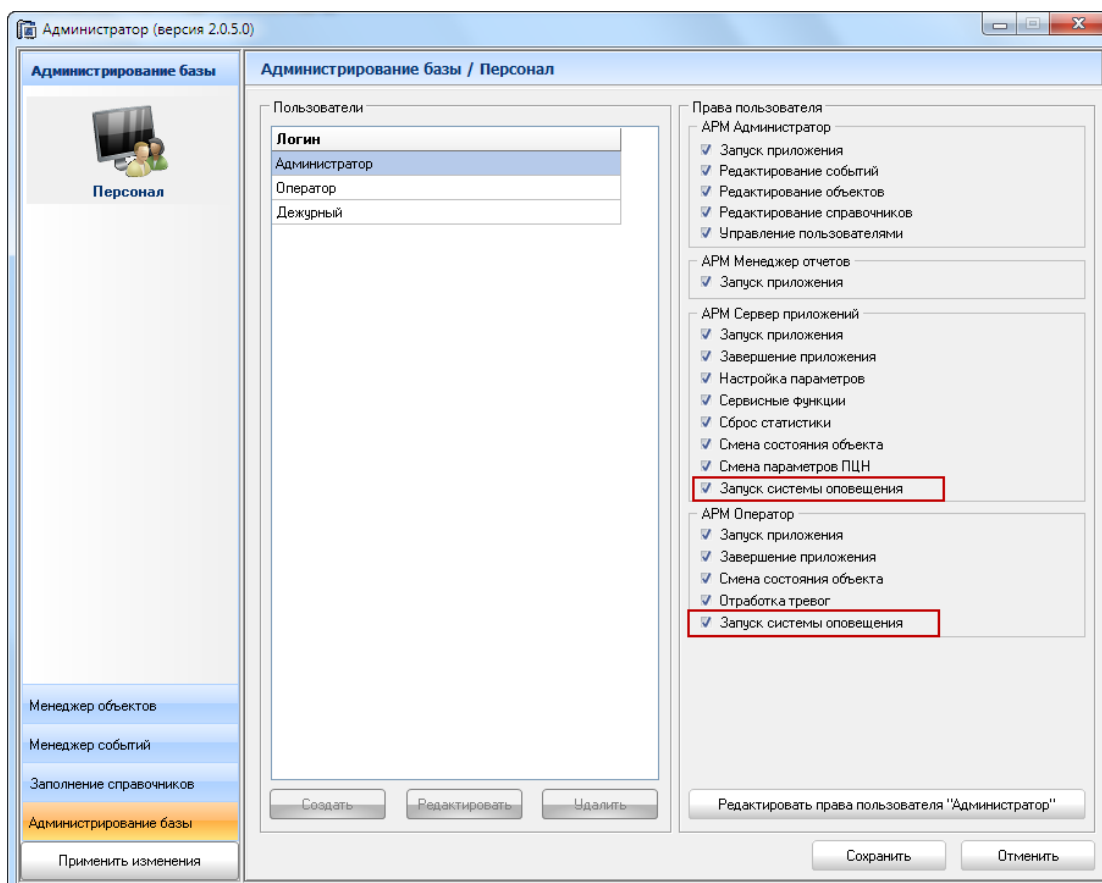 Администратор (версия 2.0.5.0)
Администрирование базы
Персонал
Менеджер объектов
Менеджер событий
Заполнение справочников
Администрирование базы
Применить изменения
Администрирование базы / Персонал
Пользователи
Логин
Администратор
Оператор
Дежурный
Создать
Редактировать
Удалить
Права пользователя
АРМ Администратор
Запуск приложения
Редактирование событий
Редактирование объектов
Редактирование справочников
Управление пользователями
АРМ Менеджер отчетов
Запуск приложения
АРМ Сервер приложений
Запуск приложения
Завершение приложения
Настройка параметров
Сервисные функции
Сброс статистики
Смена состояния объекта
Смена параметров ПЦН
Запуск системы оповещения
АРМ Оператор
Запуск приложения
Завершение приложения
Смена состояния объекта
Отработка тревог
Запуск системы оповещения
Редактировать права пользователя "Администратор"
Сохранить
Отменить